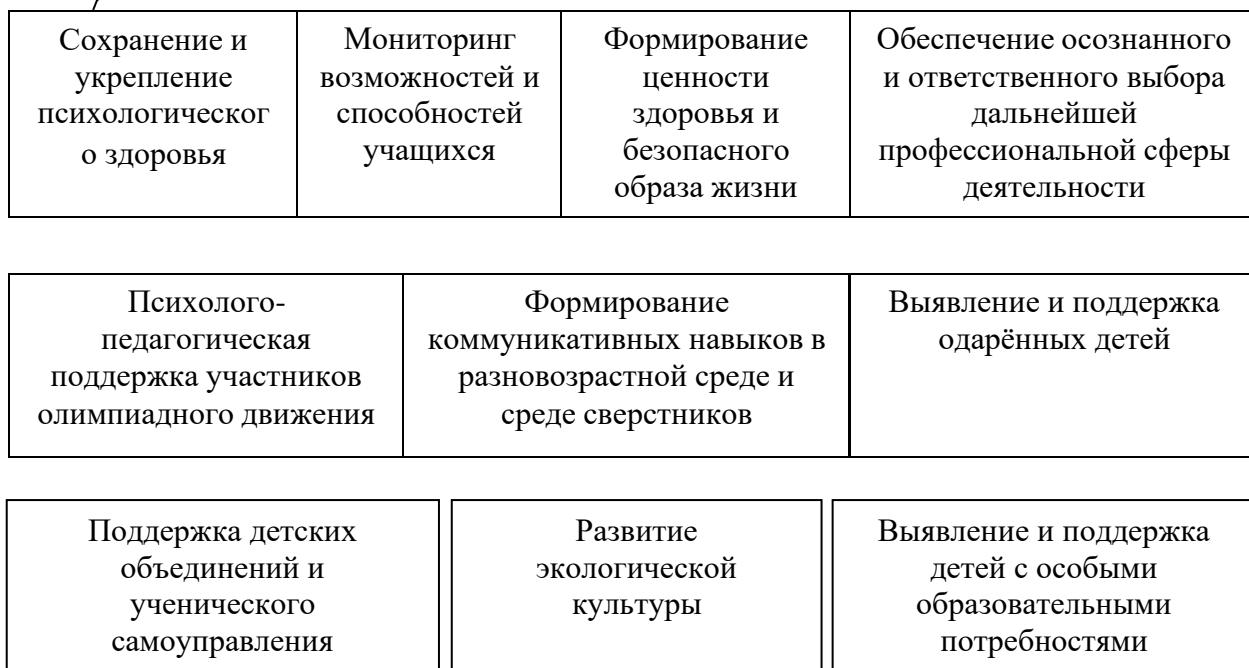 Сохранение и
укрепление
психологическог
о здоровья
Мониторинг
возможностей и
способностей
учащихся
Формирование
ценности
здоровья и
безопасного
образа жизни
Обеспечение осознанного
и ответственного выбора
дальнейшей
профессиональной сферы
деятельности
Психолого-
педагогическая
поддержка участников
олимпиадного движения
Формирование
коммуникативных навыков в
разновозрастной среде и
среде сверстников
Выявление и поддержка
одарённых детей
Поддержка детских
объединений и
ученического
самоуправления
Развитие
экологической
культуры
Выявление и поддержка
детей с особыми
образовательными
потребностями